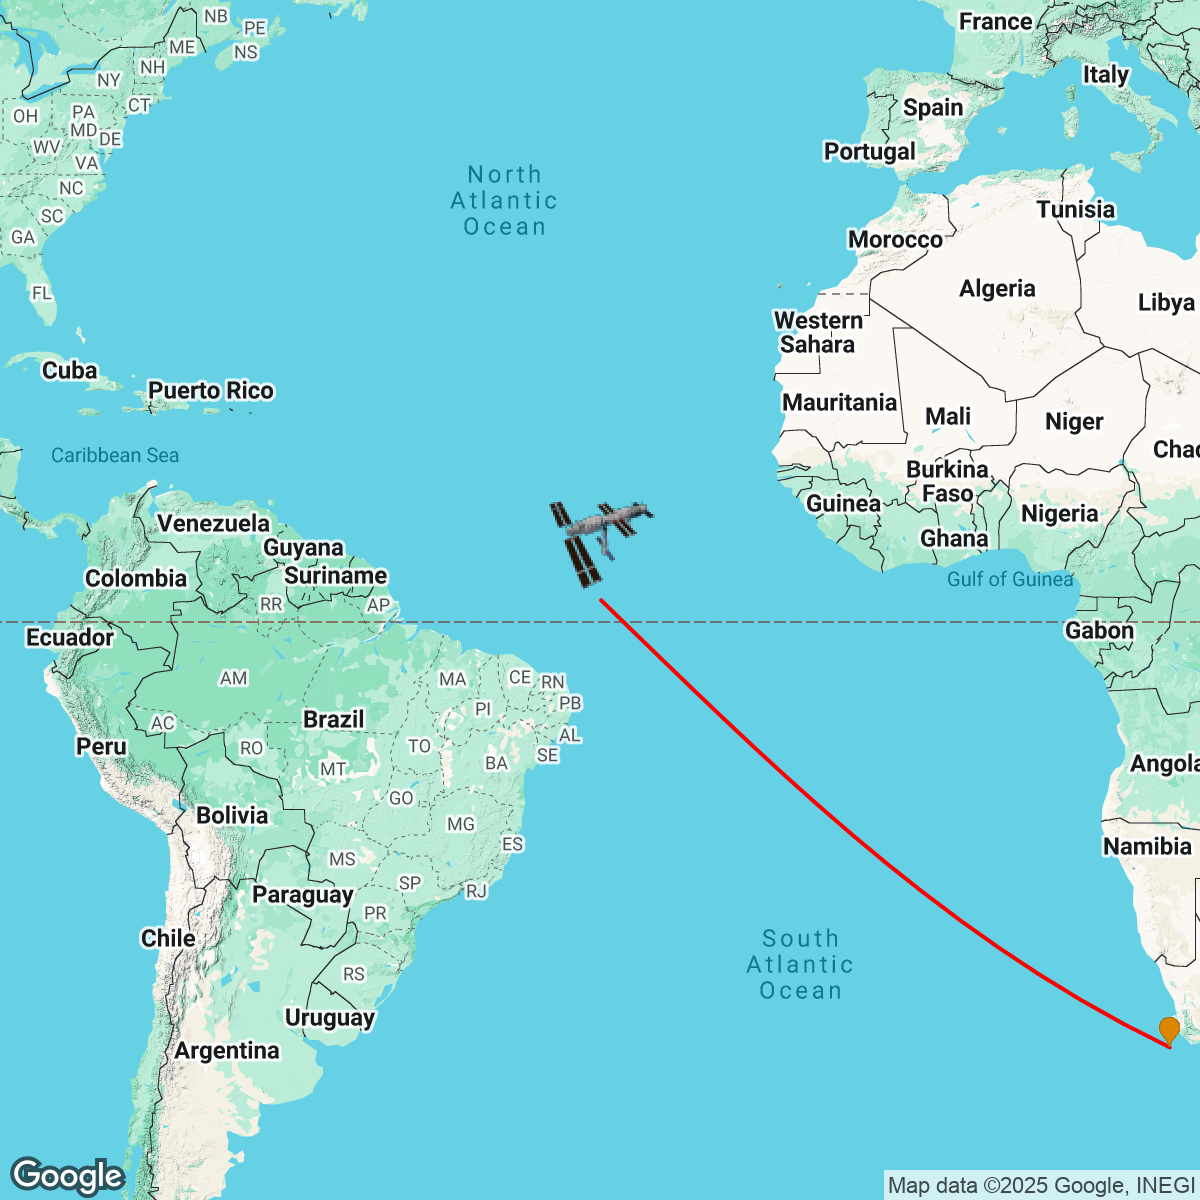 NB
PE
France
ME
NS
NH
Italy
NY
CT
Spain
OH
PA
MD
DE
WV
Portugal
VA
NC
North
Atlantic
Ocean
SC
Tunisia
GA
Morocco
FL
Algeria
Libya
Western
Sahara
Cuba
Puerto Rico
Mauritania
Mali
Niger
Caribbean Sea
Chad
Burkina
Faso
Guinea
Nigeria
Venezuela
Ghana
Guyana
Colombia
Suriname
Gulf of Guinea
RR
AP
Ecuador
Gabon
AM
MA
CE
RN
PI
PB
AC
Brazil
AL
Peru
RO
TO
SE
MT
BA
Angola
GO
Bolivia
MG
ES
Namibia
MS
SP
RJ
Paraguay
PR
Chile
South
Atlantic
Ocean
RS
Uruguay
Argentina
Google
Map data ©2025 Google, INEGI